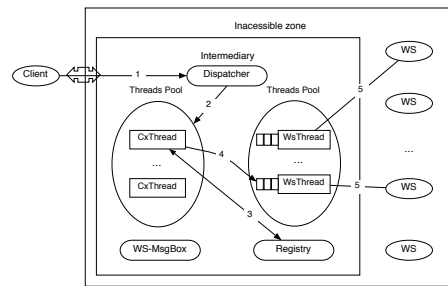 Inacessible zone
Intermediary
WS
Client
1
Dispatcher
5
Threads Pool
2
Threads Pool
WS
CxThread
WsThread
...
4
...
...
CxThread
WsThread
5
WS
3
WS-MsgBox
Registry
WS